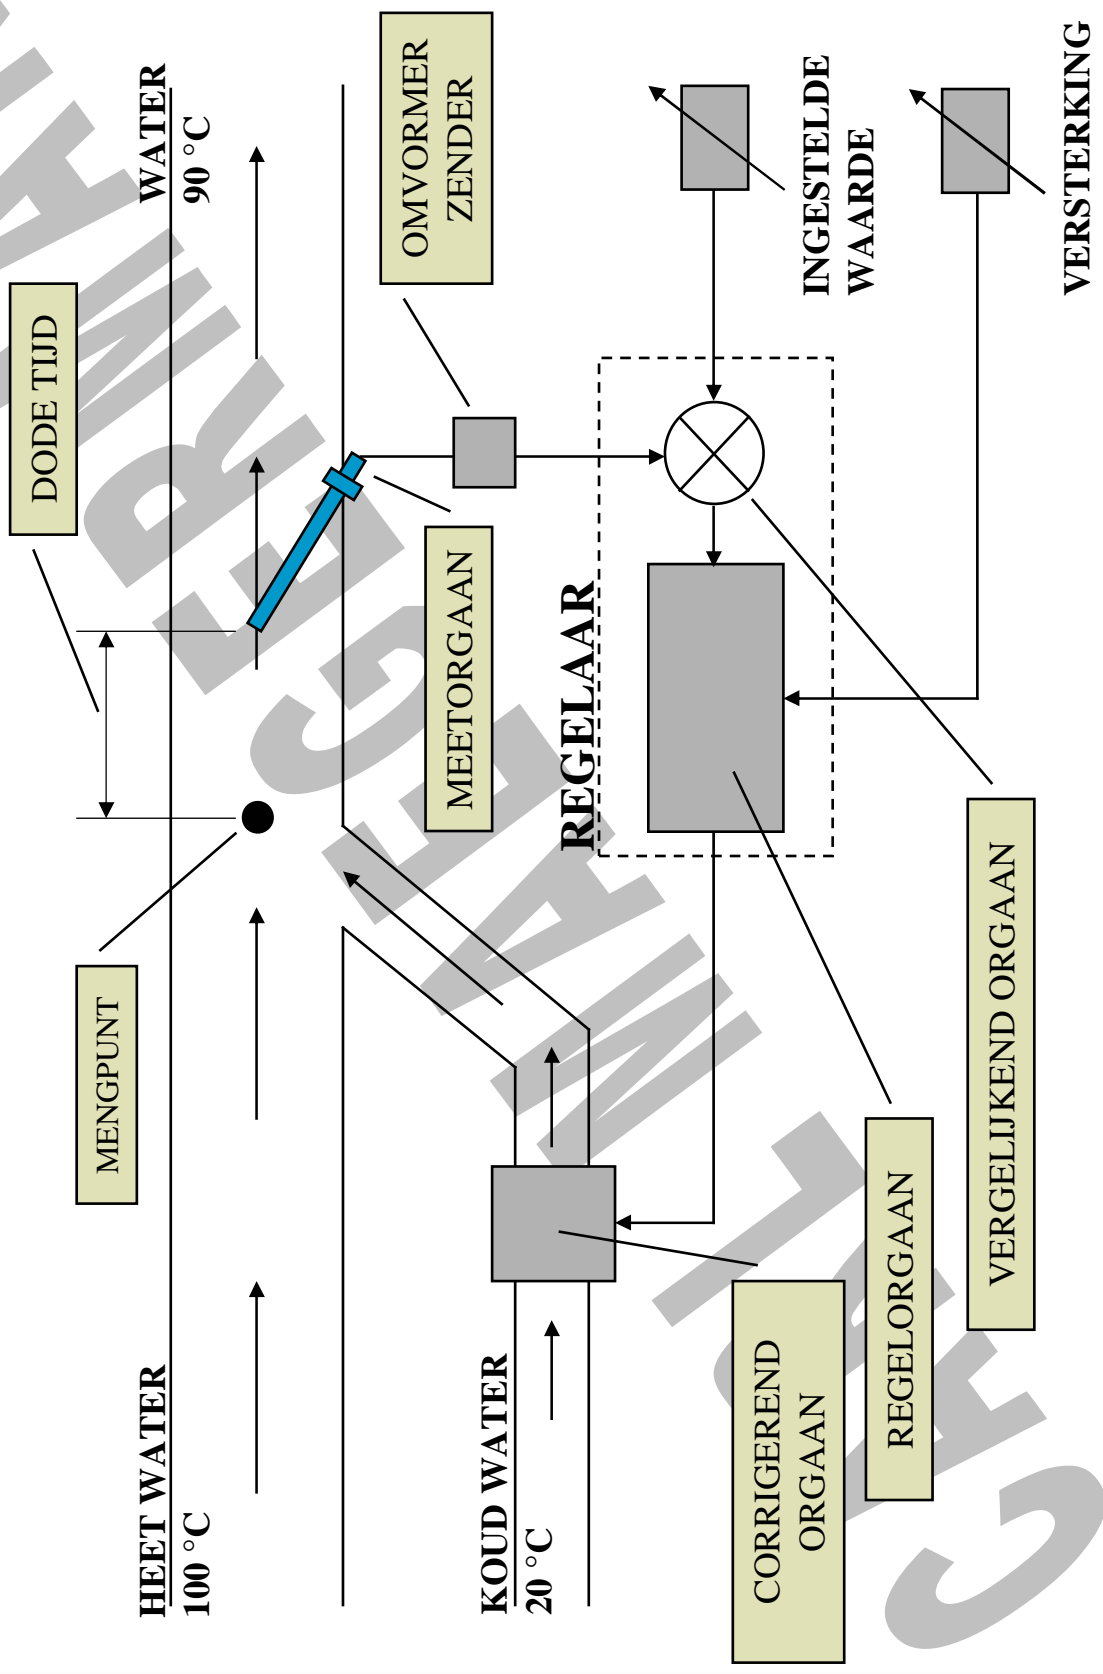 HEET WATER
100 °C
MENGPUNT
DODE TIJD
WATER
90 °C
KOUD WATER
20 °C
MEETORGAAN
OMVORMER
ZENDER
REGELAAR
CORRIGEREND
ORGAAN
REGELORGAAN
VERGELIJKEND ORGAAN
INGESTELDE
WAARDE
VERSTERKING